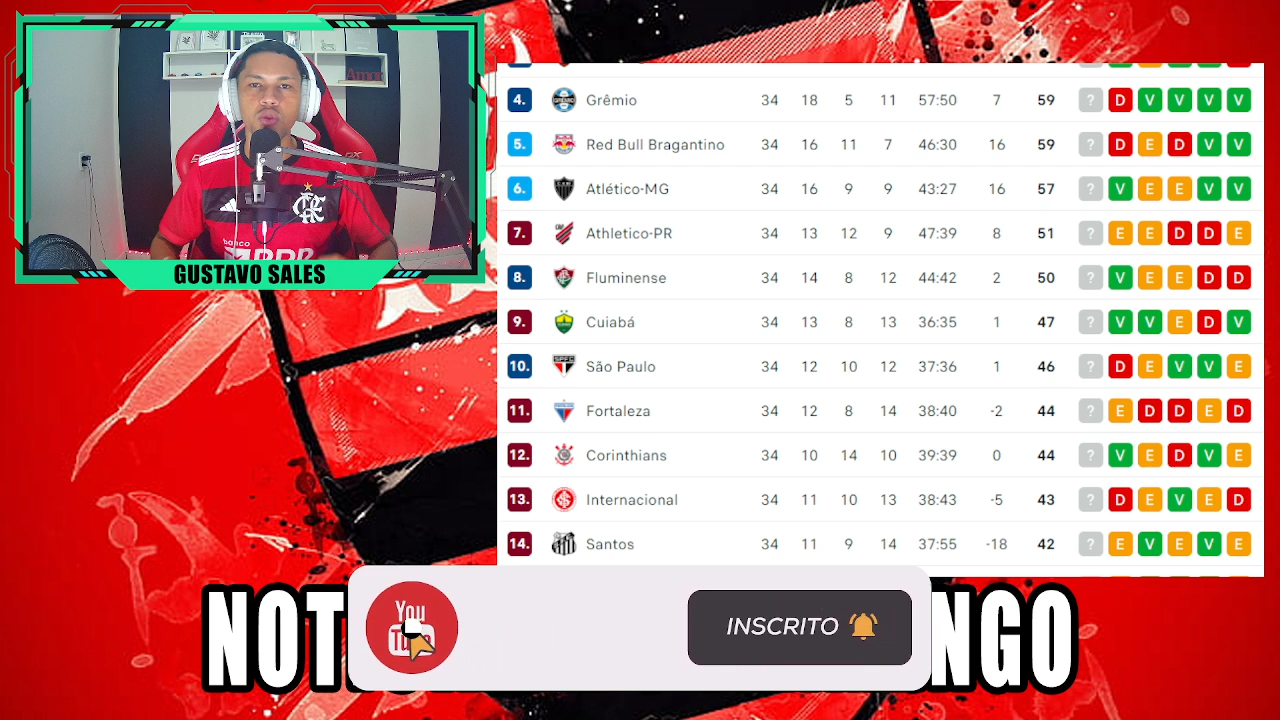 Amor
banco
BRB
GUSTAVO SALES
4. Grêmio 34 18 5 11 57:50 7 59 ? D V V V V
5. Red Bull Bragantino 34 16 11 7 46:30 16 59 ? D E D V V
6. Atlético-MG 34 16 9 9 43:27 16 57 ? V E E V V
7. Athletico-PR 34 13 12 9 47:39 8 51 ? E E D D E
8. Fluminense 34 14 8 12 44:42 2 50 ? V E E D D
9. Cuiabá 34 13 8 13 36:35 1 47 ? V V E D V
10. São Paulo 34 12 10 12 37:36 1 46 ? D E V V E
11. Fortaleza 34 12 8 14 38:40 -2 44 ? E D D E D
12. Corinthians 34 10 14 10 39:39 0 44 ? V E D V E
13. Internacional 34 11 10 13 38:43 -5 43 ? D E V E D
14. Santos 34 11 9 14 37:55 -18 42 ? E V E V E
You
Tube
INSCRITO
NOT NGO